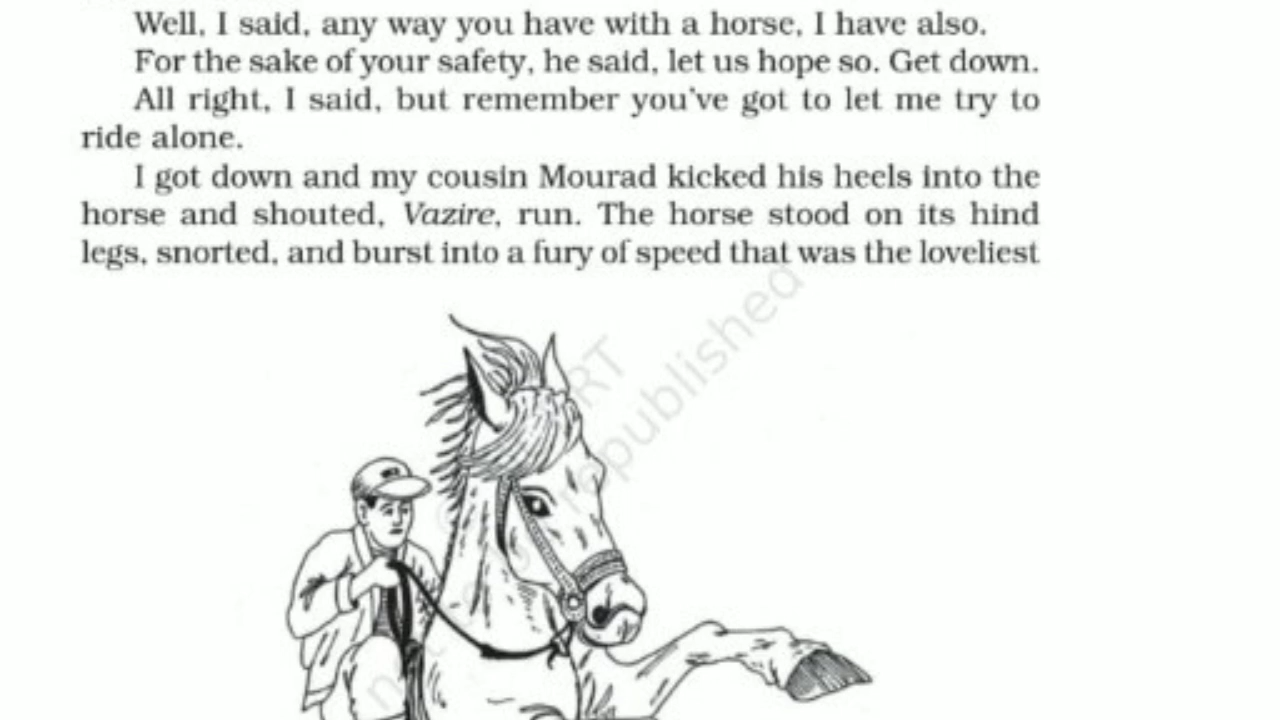 Well, I said, any way you have with a horse, I have also.
For the sake of your safety, he said, let us hope so. Get down.
All right, I said, but remember you've got to let me try to
ride alone.
I got down and my cousin Mourad kicked his heels into the
horse and shouted, Vazire, run. The horse stood on its hind
legs, snorted, and burst into a fury of speed that was the loveliest
republished